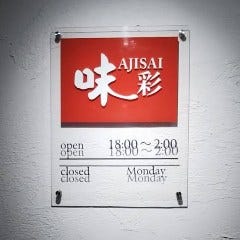 AJISAI
味彩
open 18:00〜2:00
closed Monday